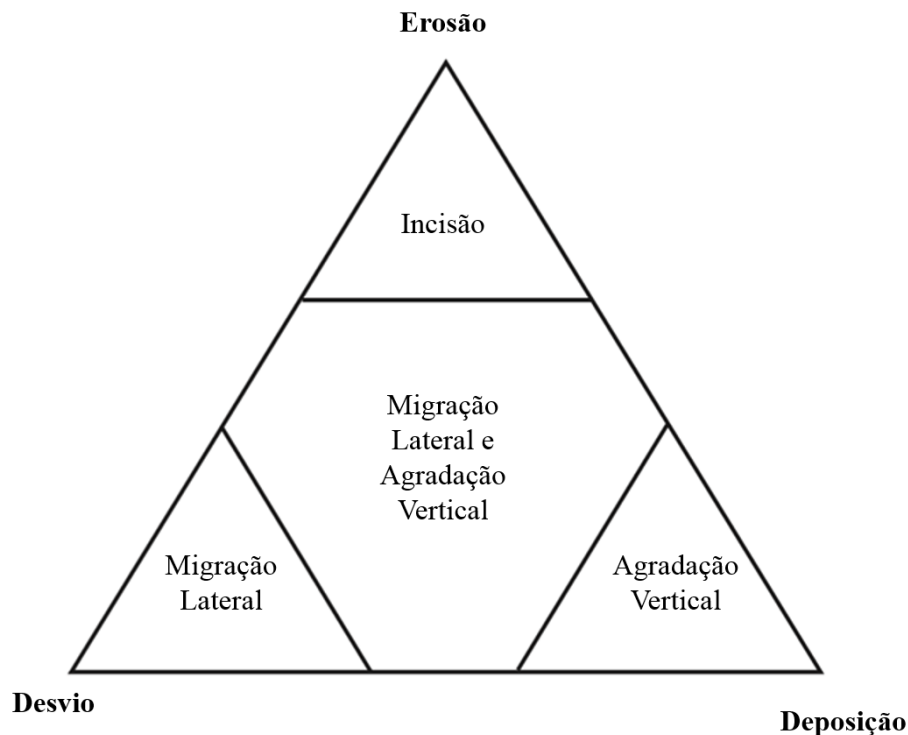 Erosão
Incisão
Migração
Lateral e
Agradação
Vertical
Migração
Lateral
Agradação
Vertical
Desvio
Deposição